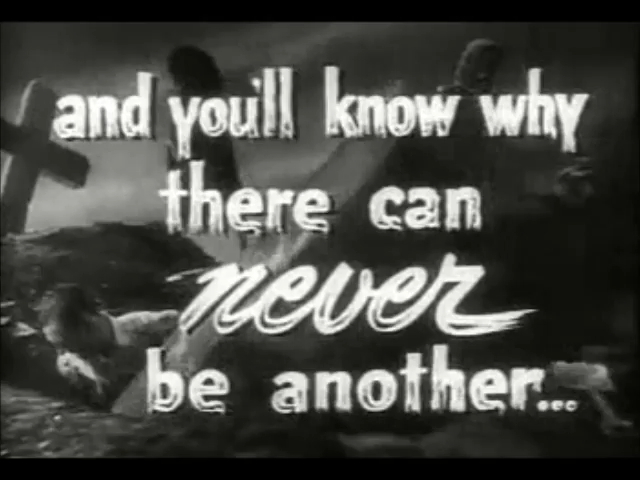 and you'll know why
there can
never
be another...